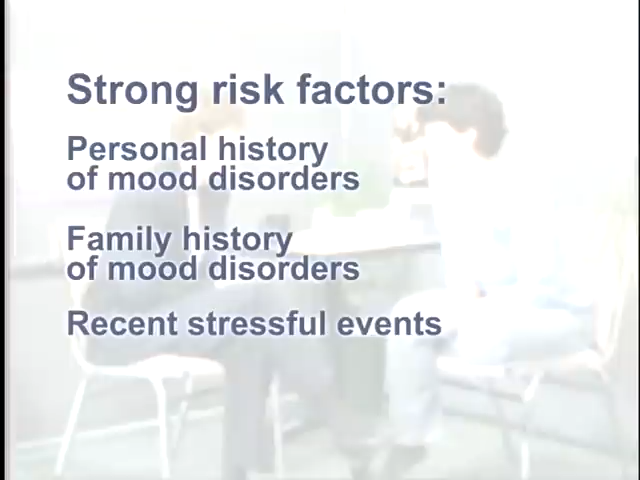 Strong risk factors:
Personal history
of mood disorders
Family history
of mood disorders
Recent stressful events